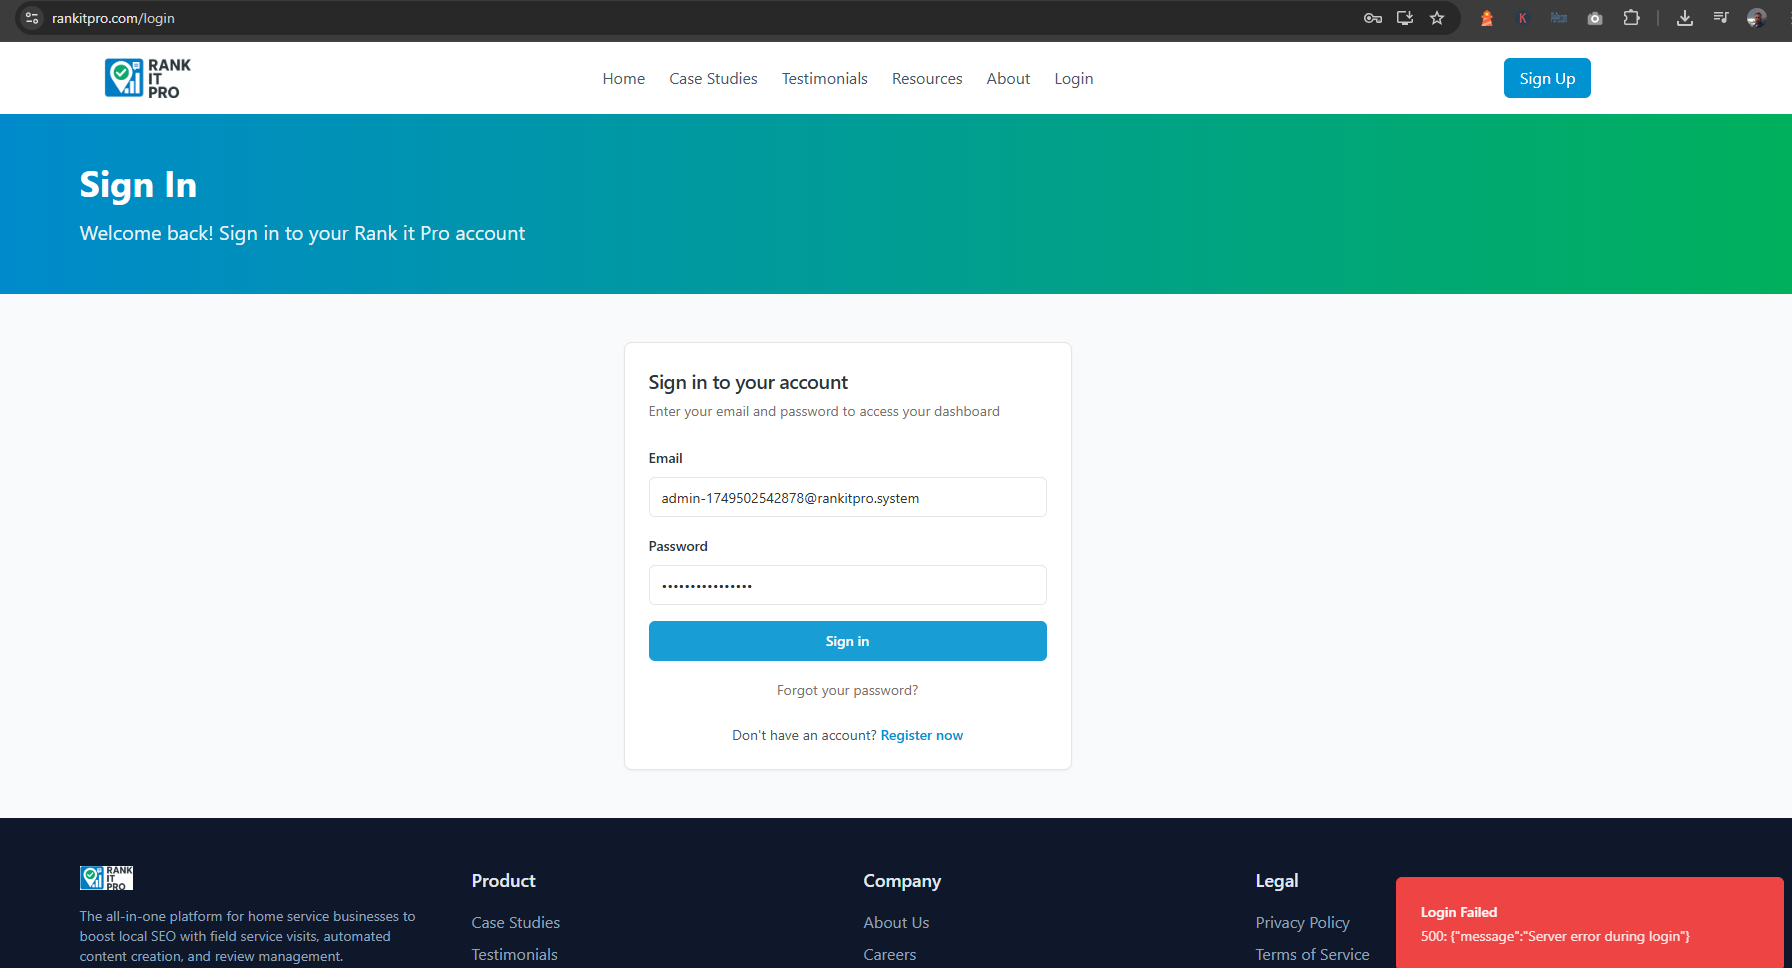 rankitpro.com/login
RANK
IT
PRO
Home
Case Studies
Testimonials
Resources
About
Login
Sign Up
Sign In
Welcome back! Sign in to your Rank it Pro account
Sign in to your account
Enter your email and password to access your dashboard
Email
admin-1749502542878@rankitpro.system
Password
••••••••••••••••
Sign in
Forgot your password?
Don't have an account? Register now
RANK
IT
PRO
The all-in-one platform for home service businesses to
boost local SEO with field service visits, automated
content creation, and review management.
Product
Case Studies
Testimonials
Company
About Us
Careers
Legal
Privacy Policy
Terms of Service
Login Failed
500: {"message":"Server error during login"}